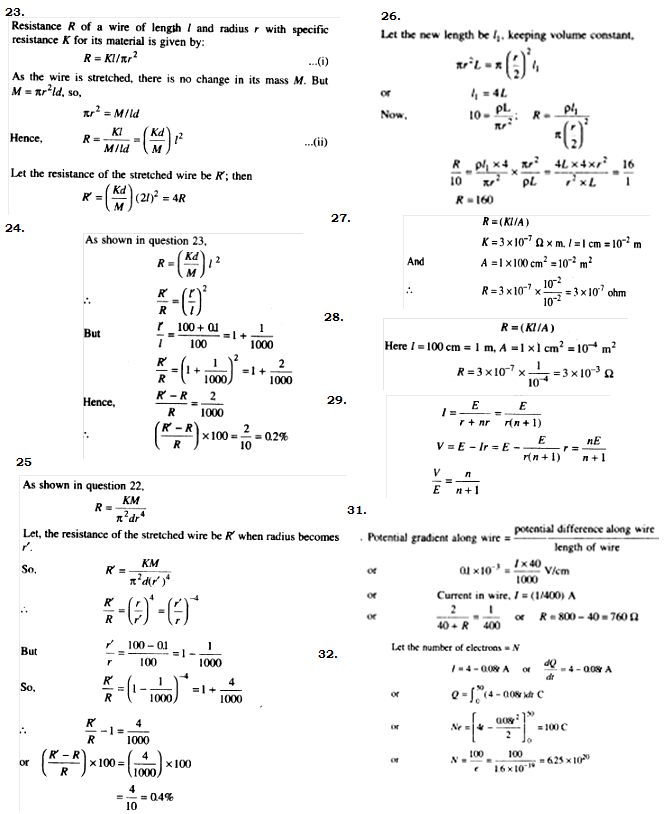 23.
Resistance R of a wire of length l and radius r with specific
resistance K for its material is given by:
R = Kl/πr² ...(i)
As the wire is stretched, there is no change in its mass M. But
M = πr²ld, so,
πr² = M/ld
Hence, R = Kl / (M/ld) = (Kd/M) l² ...(ii)
Let the resistance of the stretched wire be R'; then
R' = (Kd/M) (2l)² = 4R
24.
As shown in question 23,
R = (Kd/M) l²
∴ R'/R = (l'/l)²
But l'/l = (100 + 0.1)/100 = 1 + 1/1000
R'/R = (1 + 1/1000)² = 1 + 2/1000
Hence, (R' − R)/R = 2/1000
∴ ((R' − R)/R) × 100 = 2/10 = 0.2%
25
As shown in question 22,
R = KM/π²dr⁴
Let, the resistance of the stretched wire be R' when radius becomes
r'.
So, R' = KM/π²d(r')⁴
∴ R'/R = (r/r')⁴ = (r'/r)⁻⁴
But r'/r = (100 − 0.1)/100 = 1 − 1/1000
So, R'/R = (1 − 1/1000)⁻⁴ = 1 + 4/1000
∴ R'/R − 1 = 4/1000
or ((R' − R)/R) × 100 = (4/1000) × 100
= 4/10 = 0.4%
26.
Let the new length be l₁, keeping volume constant,
πr²L = π(r/2)² l₁
or l₁ = 4L
Now, 10 = ρL/πr²; R = ρl₁/π(r/2)²
R/10 = (ρl₁ × 4)/πr² × πr²/ρL = (4L × 4 × r²)/(r² × L) = 16/1
R = 160
27.
R = (Kl/A)
K = 3 × 10⁻⁷ Ω × m, l = 1 cm = 10⁻² m
And A = 1 × 100 cm² = 10⁻² m²
∴ R = 3 × 10⁻⁷ × 10⁻²/10⁻² = 3 × 10⁻⁷ ohm
28.
R = (Kl/A)
Here l = 100 cm = 1 m, A = 1 × 1 cm² = 10⁻⁴ m²
R = 3 × 10⁻⁷ × 1/10⁻⁴ = 3 × 10⁻³ Ω
29.
I = E/(r + nr) = E/r(n + 1)
V = E − Ir = E − E/r(n + 1) r = nE/(n + 1)
V/E = n/(n + 1)
31.
. Potential gradient along wire = potential difference along wire / length of wire
or 0.1 × 10⁻³ = (I × 40)/1000 V/cm
or Current in wire, I = (1/400) A
or 2/(40 + R) = 1/400 or R = 800 − 40 = 760 Ω
32.
Let the number of electrons = N
I = 4 − 0.08t A or dQ/dt = 4 − 0.08t A
or Q = ∫₀⁵⁰ (4 − 0.08t)dt C
or Ne = [4t − 0.08t²/2]₀⁵⁰ = 100 C
or N = 100/e = 100/(1.6 × 10⁻¹⁹) = 6.25 × 10²⁰